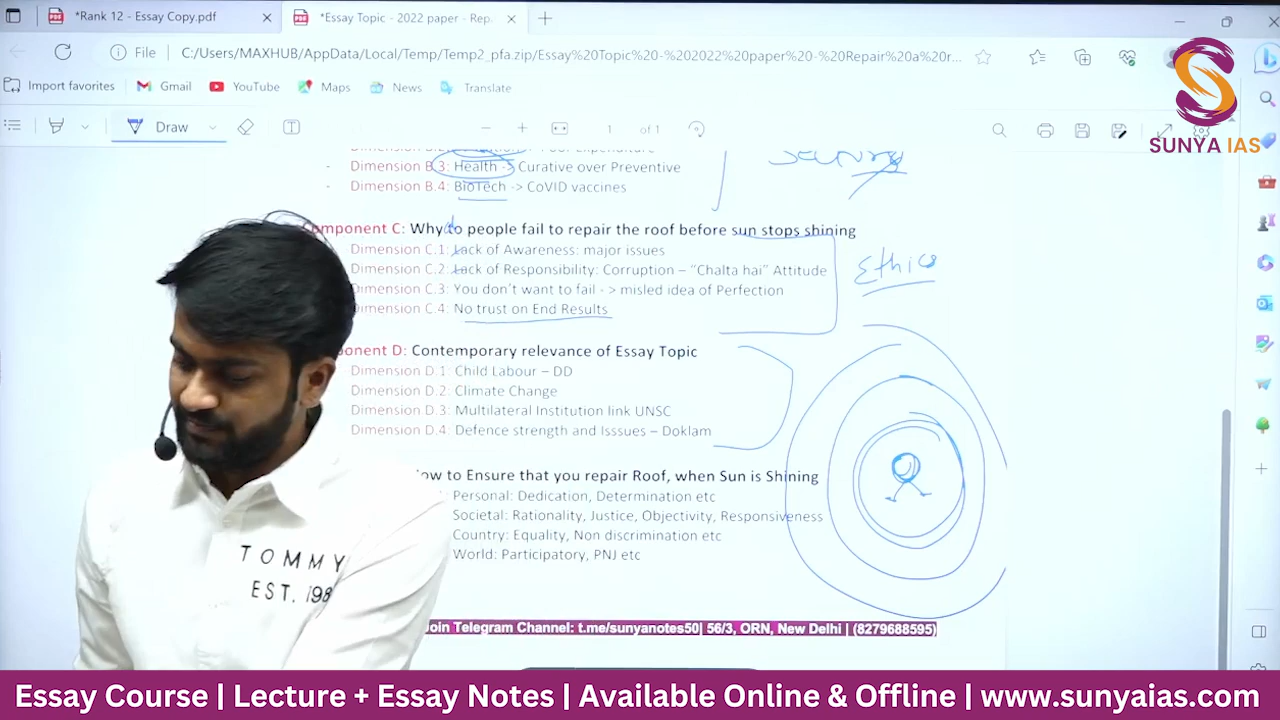 *Rank 12 - Essay Copy.pdf
*Essay Topic - 2022 paper - Rep.
File
C:/Users/MAXHUB/AppData/Local/Temp/Temp2_pfa.zip/Essay%20Topic%20-%202022%20paper%20-%20Repair%20a%20r...
Import favorites
Gmail
YouTube
Maps
News
Translate
Draw
1 of 1
SUNYA IAS
Dimension B.3: Health -> Curative over Preventive
Dimension B.4: BioTech -> CoVID vaccines
Component C: Why do people fail to repair the roof before sun stops shining
Dimension C.1: Lack of Awareness: major issues
Dimension C.2: Lack of Responsibility: Corruption – “Chalta hai” Attitude
Dimension C.3: You don’t want to fail - > misled idea of Perfection
Dimension C.4: No trust on End Results
Ethics
ponent D: Contemporary relevance of Essay Topic
Dimension D.1: Child Labour – DD
Dimension D.2: Climate Change
Dimension D.3: Multilateral Institution link UNSC
Dimension D.4: Defence strength and Isssues – Doklam
ow to Ensure that you repair Roof, when Sun is Shining
Personal: Dedication, Determination etc
Societal: Rationality, Justice, Objectivity, Responsiveness
Country: Equality, Non discrimination etc
World: Participatory, PNJ etc
TOMMY
EST. 198
oin Telegram Channel: t.me/sunyanotes50| 56/3, ORN, New Delhi | (8279688595)
Essay Course | Lecture + Essay Notes | Available Online & Offline | www.sunyaias.com